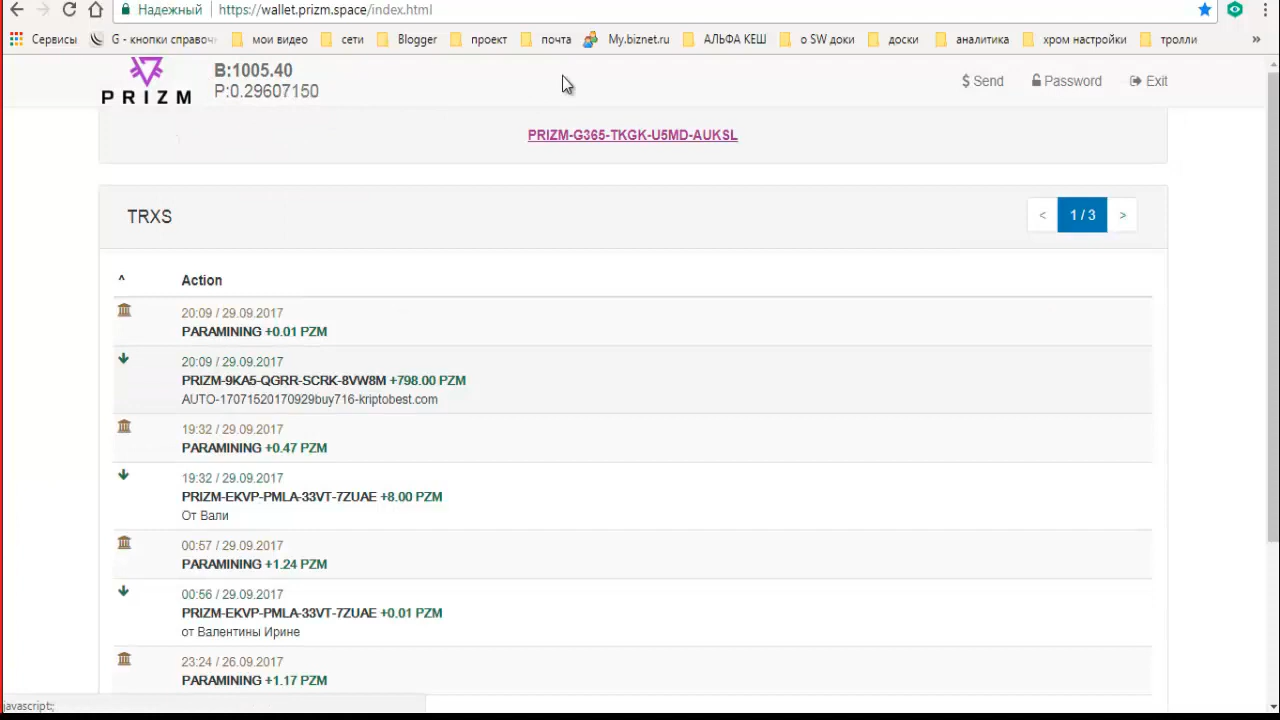 Надежный https://wallet.prizm.space/index.html
Сервисы G - кнопки справоч мои видео сети Blogger проект почта My.biznet.ru АЛЬФА КЕШ о SW доки доски аналитика хром настройки тролли »
PRIZM
B:1005.40
P:0.29607150
$ Send Password Exit
PRIZM-G365-TKGK-U5MD-AUKSL
TRXS
< 1 / 3 >
^ Action
20:09 / 29.09.2017
PARAMINING +0.01 PZM
20:09 / 29.09.2017
PRIZM-9KA5-QGRR-SCRK-8VW8M +798.00 PZM
AUTO-17071520170929buy716-kriptobest.com
19:32 / 29.09.2017
PARAMINING +0.47 PZM
19:32 / 29.09.2017
PRIZM-EKVP-PMLA-33VT-7ZUAE +8.00 PZM
От Вали
00:57 / 29.09.2017
PARAMINING +1.24 PZM
00:56 / 29.09.2017
PRIZM-EKVP-PMLA-33VT-7ZUAE +0.01 PZM
от Валентины Ирине
23:24 / 26.09.2017
PARAMINING +1.17 PZM
javascript:;